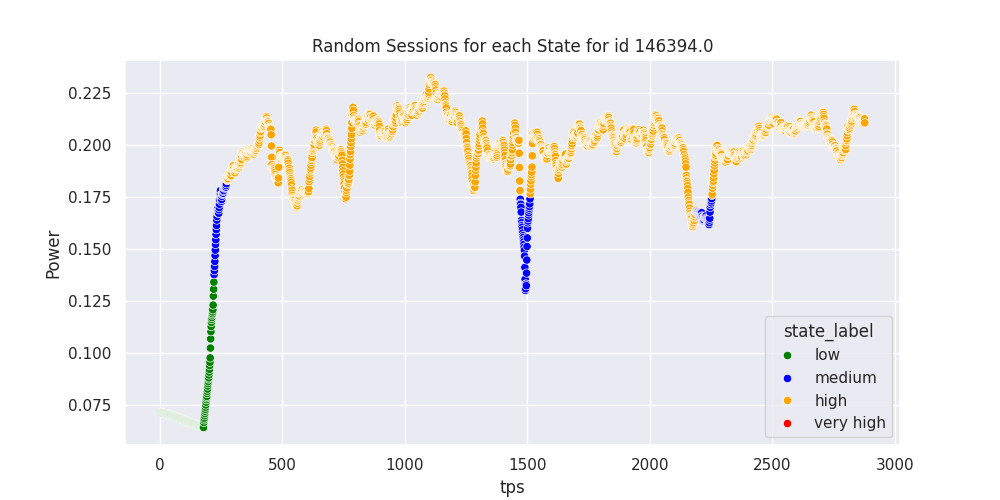 Random Sessions for each State for id 146394.0
Power
0.225
0.200
0.175
0.150
0.125
0.100
0.075
state_label
low
medium
high
very high
0 500 1000 1500 2000 2500 3000
tps